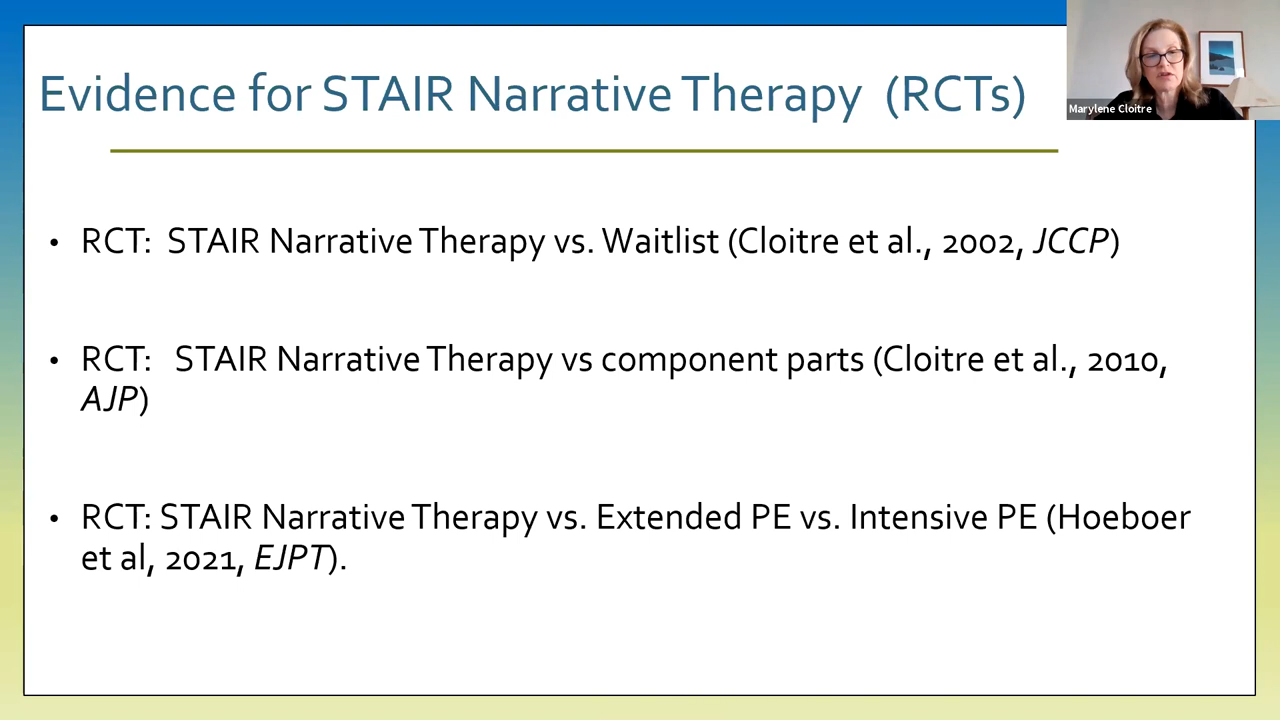 Evidence for STAIR Narrative Therapy (RCTs)
Marylene Cloitre
• RCT: STAIR Narrative Therapy vs. Waitlist (Cloitre et al., 2002, JCCP)
• RCT: STAIR Narrative Therapy vs component parts (Cloitre et al., 2010,
AJP)
• RCT: STAIR Narrative Therapy vs. Extended PE vs. Intensive PE (Hoeboer
et al, 2021, EJPT).